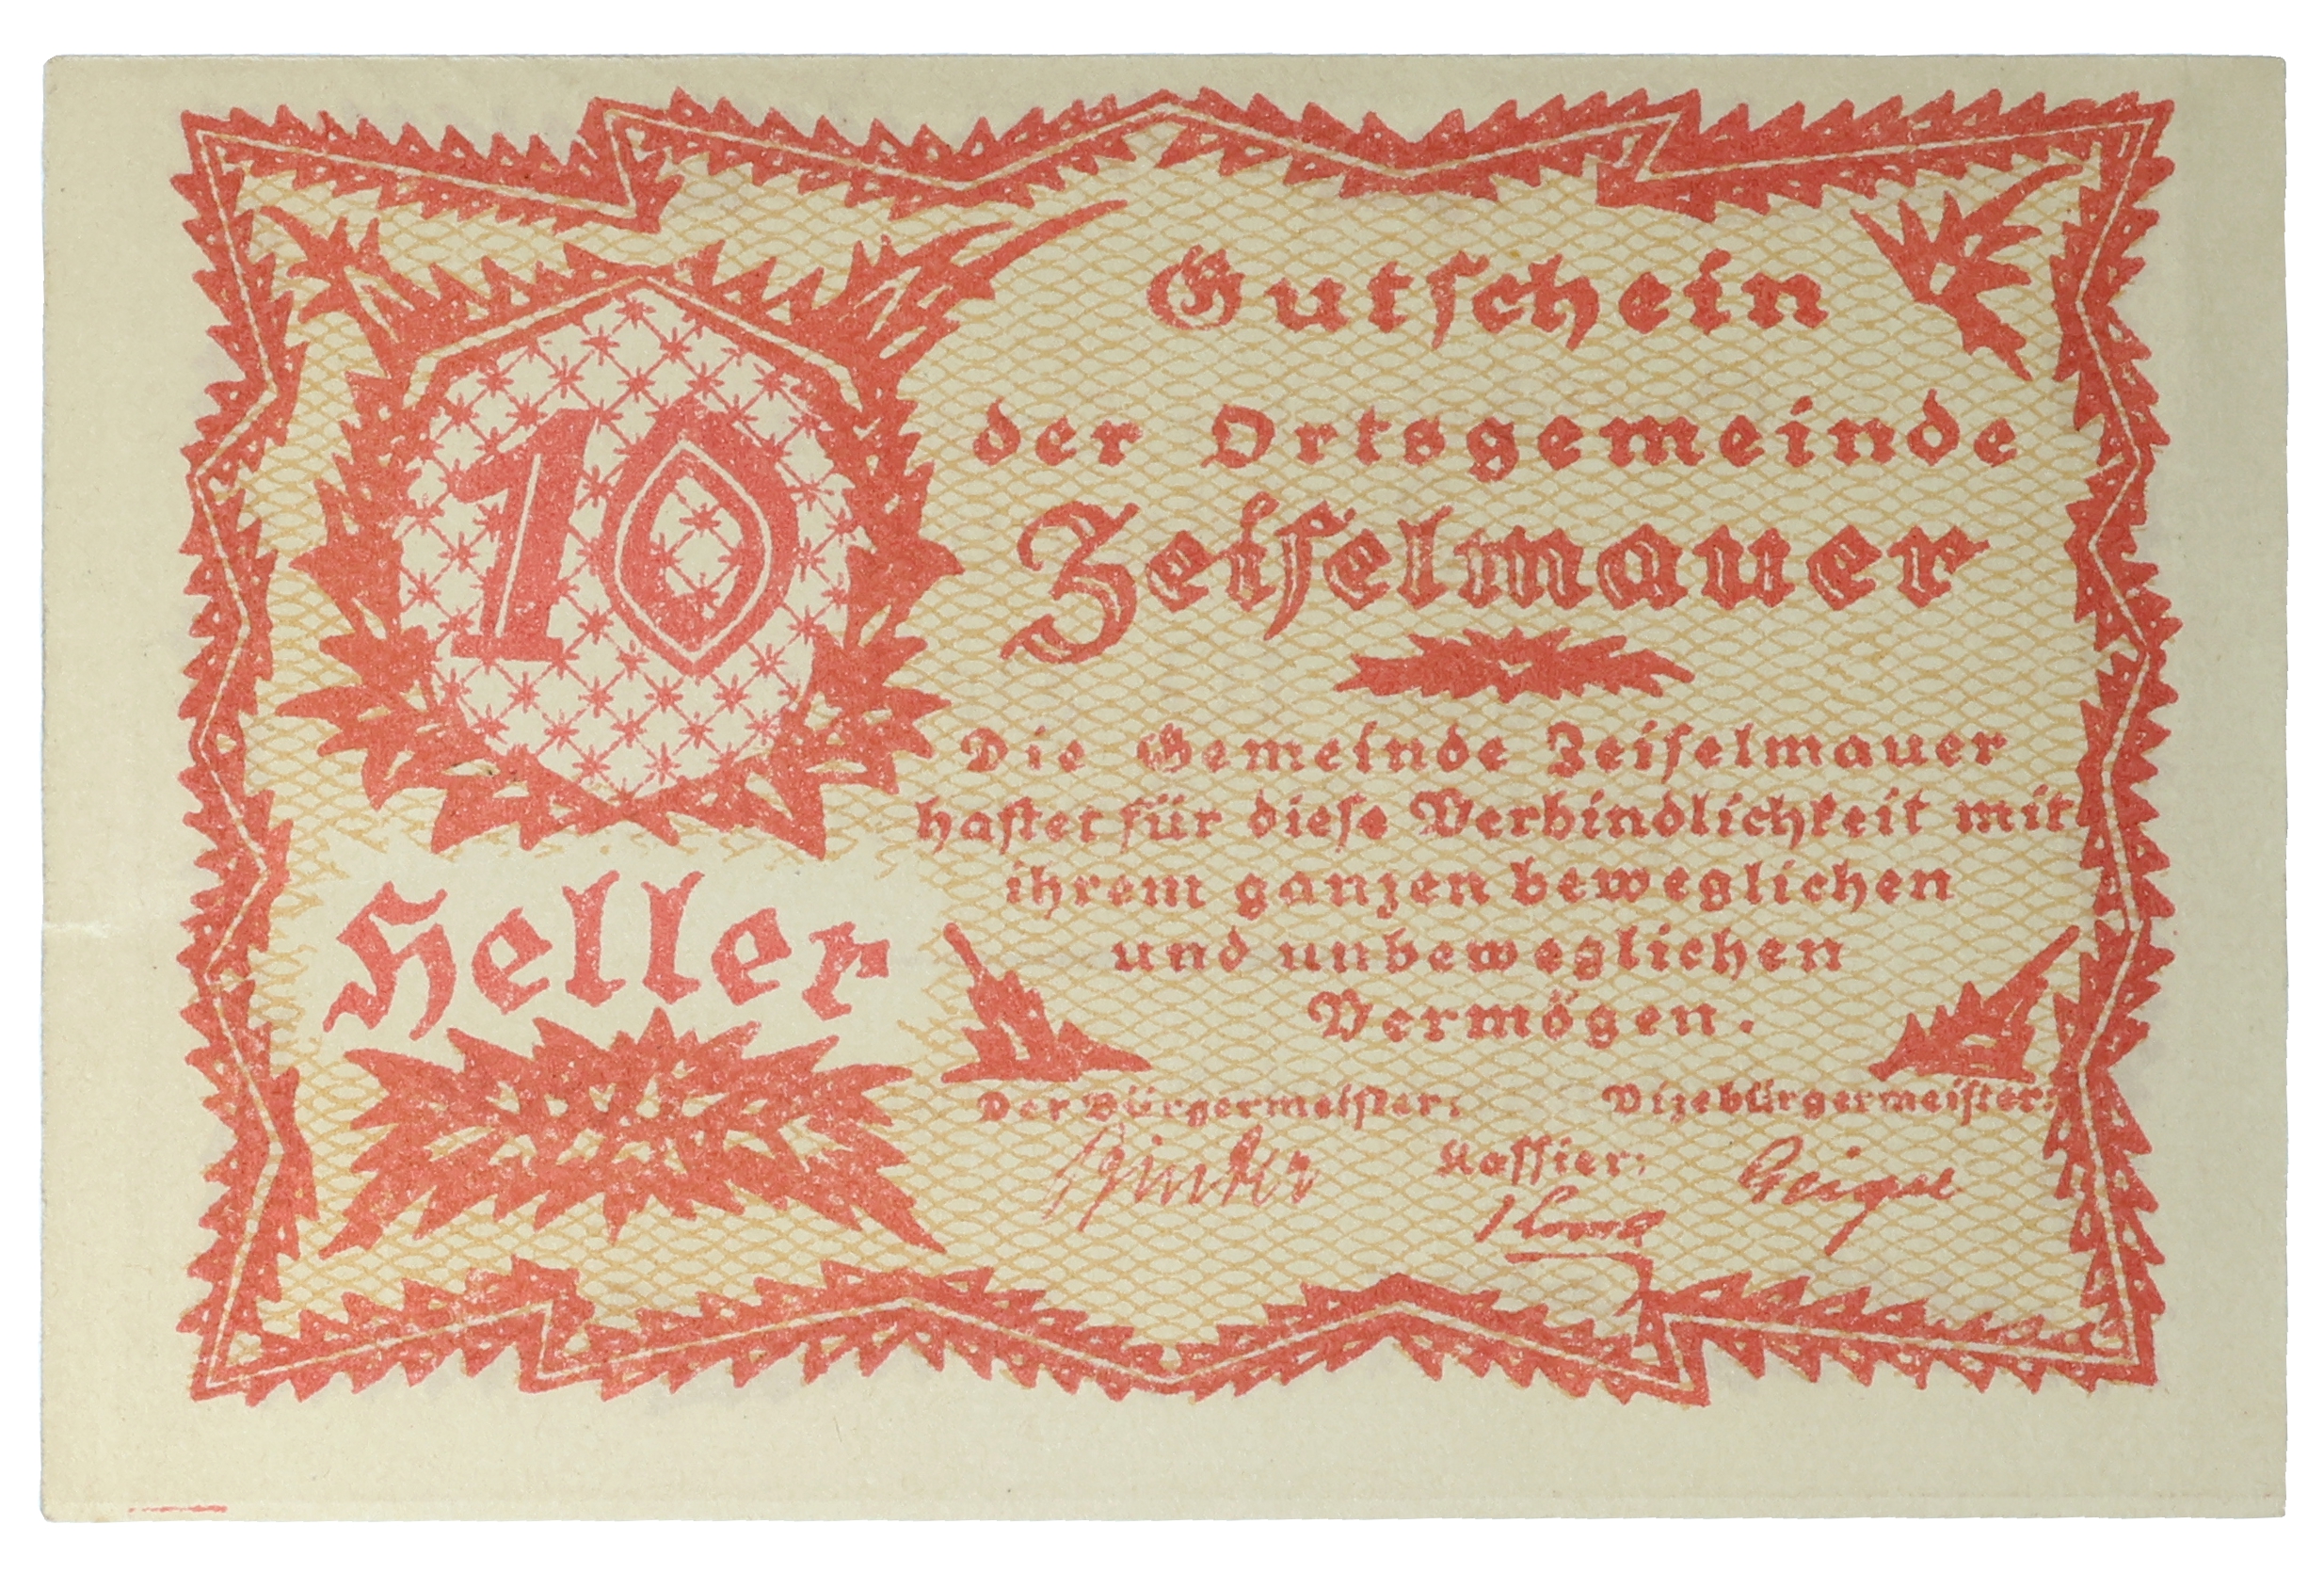 10
Heller
Gutschein
der Ortsgemeinde
Zeiselmauer
Die Gemeinde Zeiselmauer
haftet für diese Verbindlichkeit mit
ihrem ganzen beweglichen
und unbeweglichen
Vermögen.
Der Bürgermeister:
Vizebürgermeister:
Kassier: